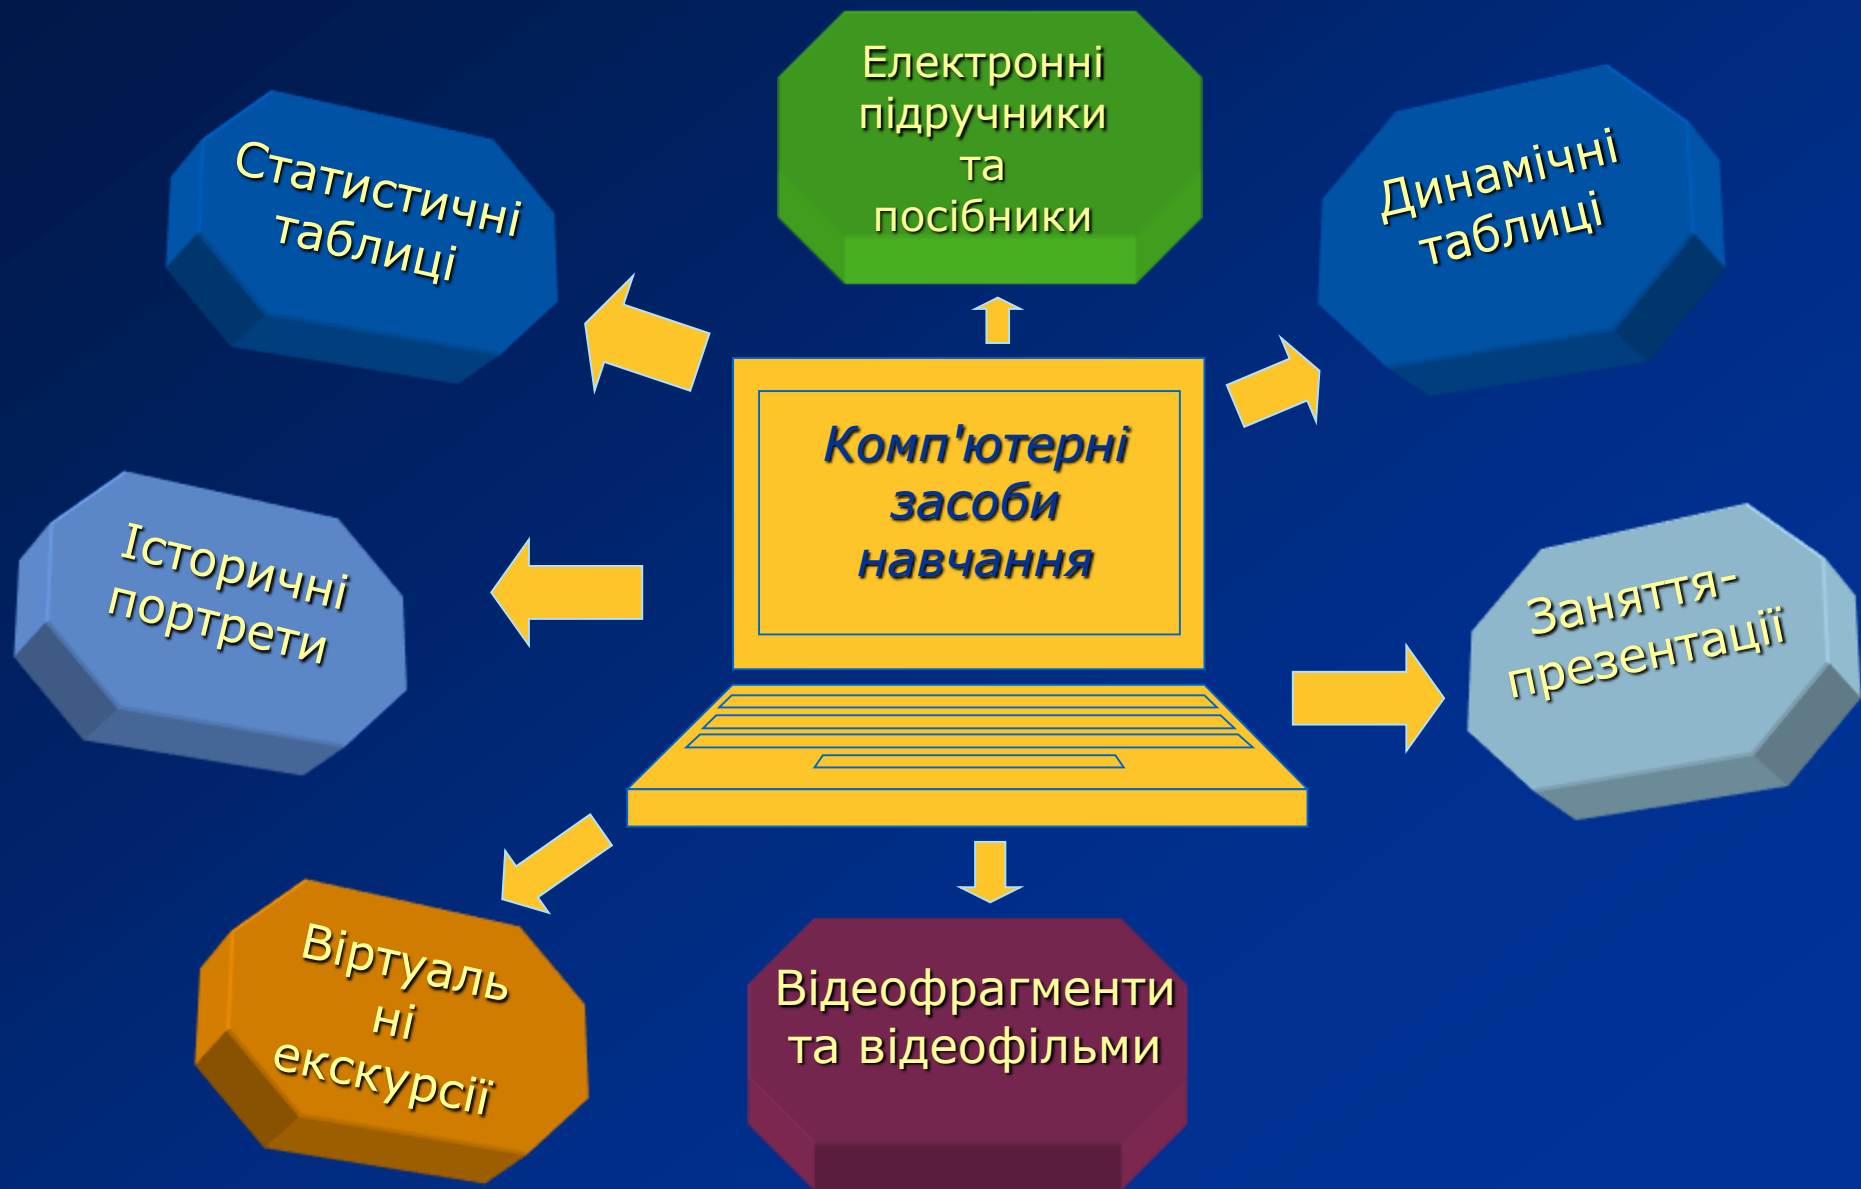 Електронні
підручники
та
посібники
Статистичні
таблиці
Динамічні
таблиці
Комп'ютерні
засоби
навчання
Історичні
портрети
Заняття-
презентації
Віртуаль
ні
екскурсії
Відеофрагменти
та відеофільми